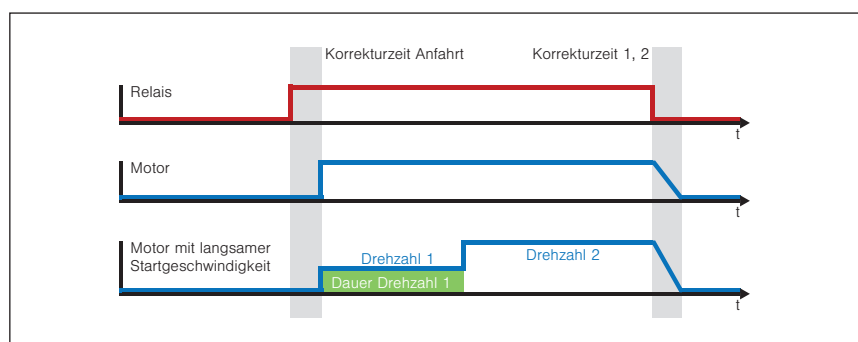 Korrekturzeit Anfahrt
Korrekturzeit 1, 2
Relais
t
Motor
t
Motor mit langsamer
Startgeschwindigkeit
Drehzahl 1
Drehzahl 2
Dauer Drehzahl 1
t